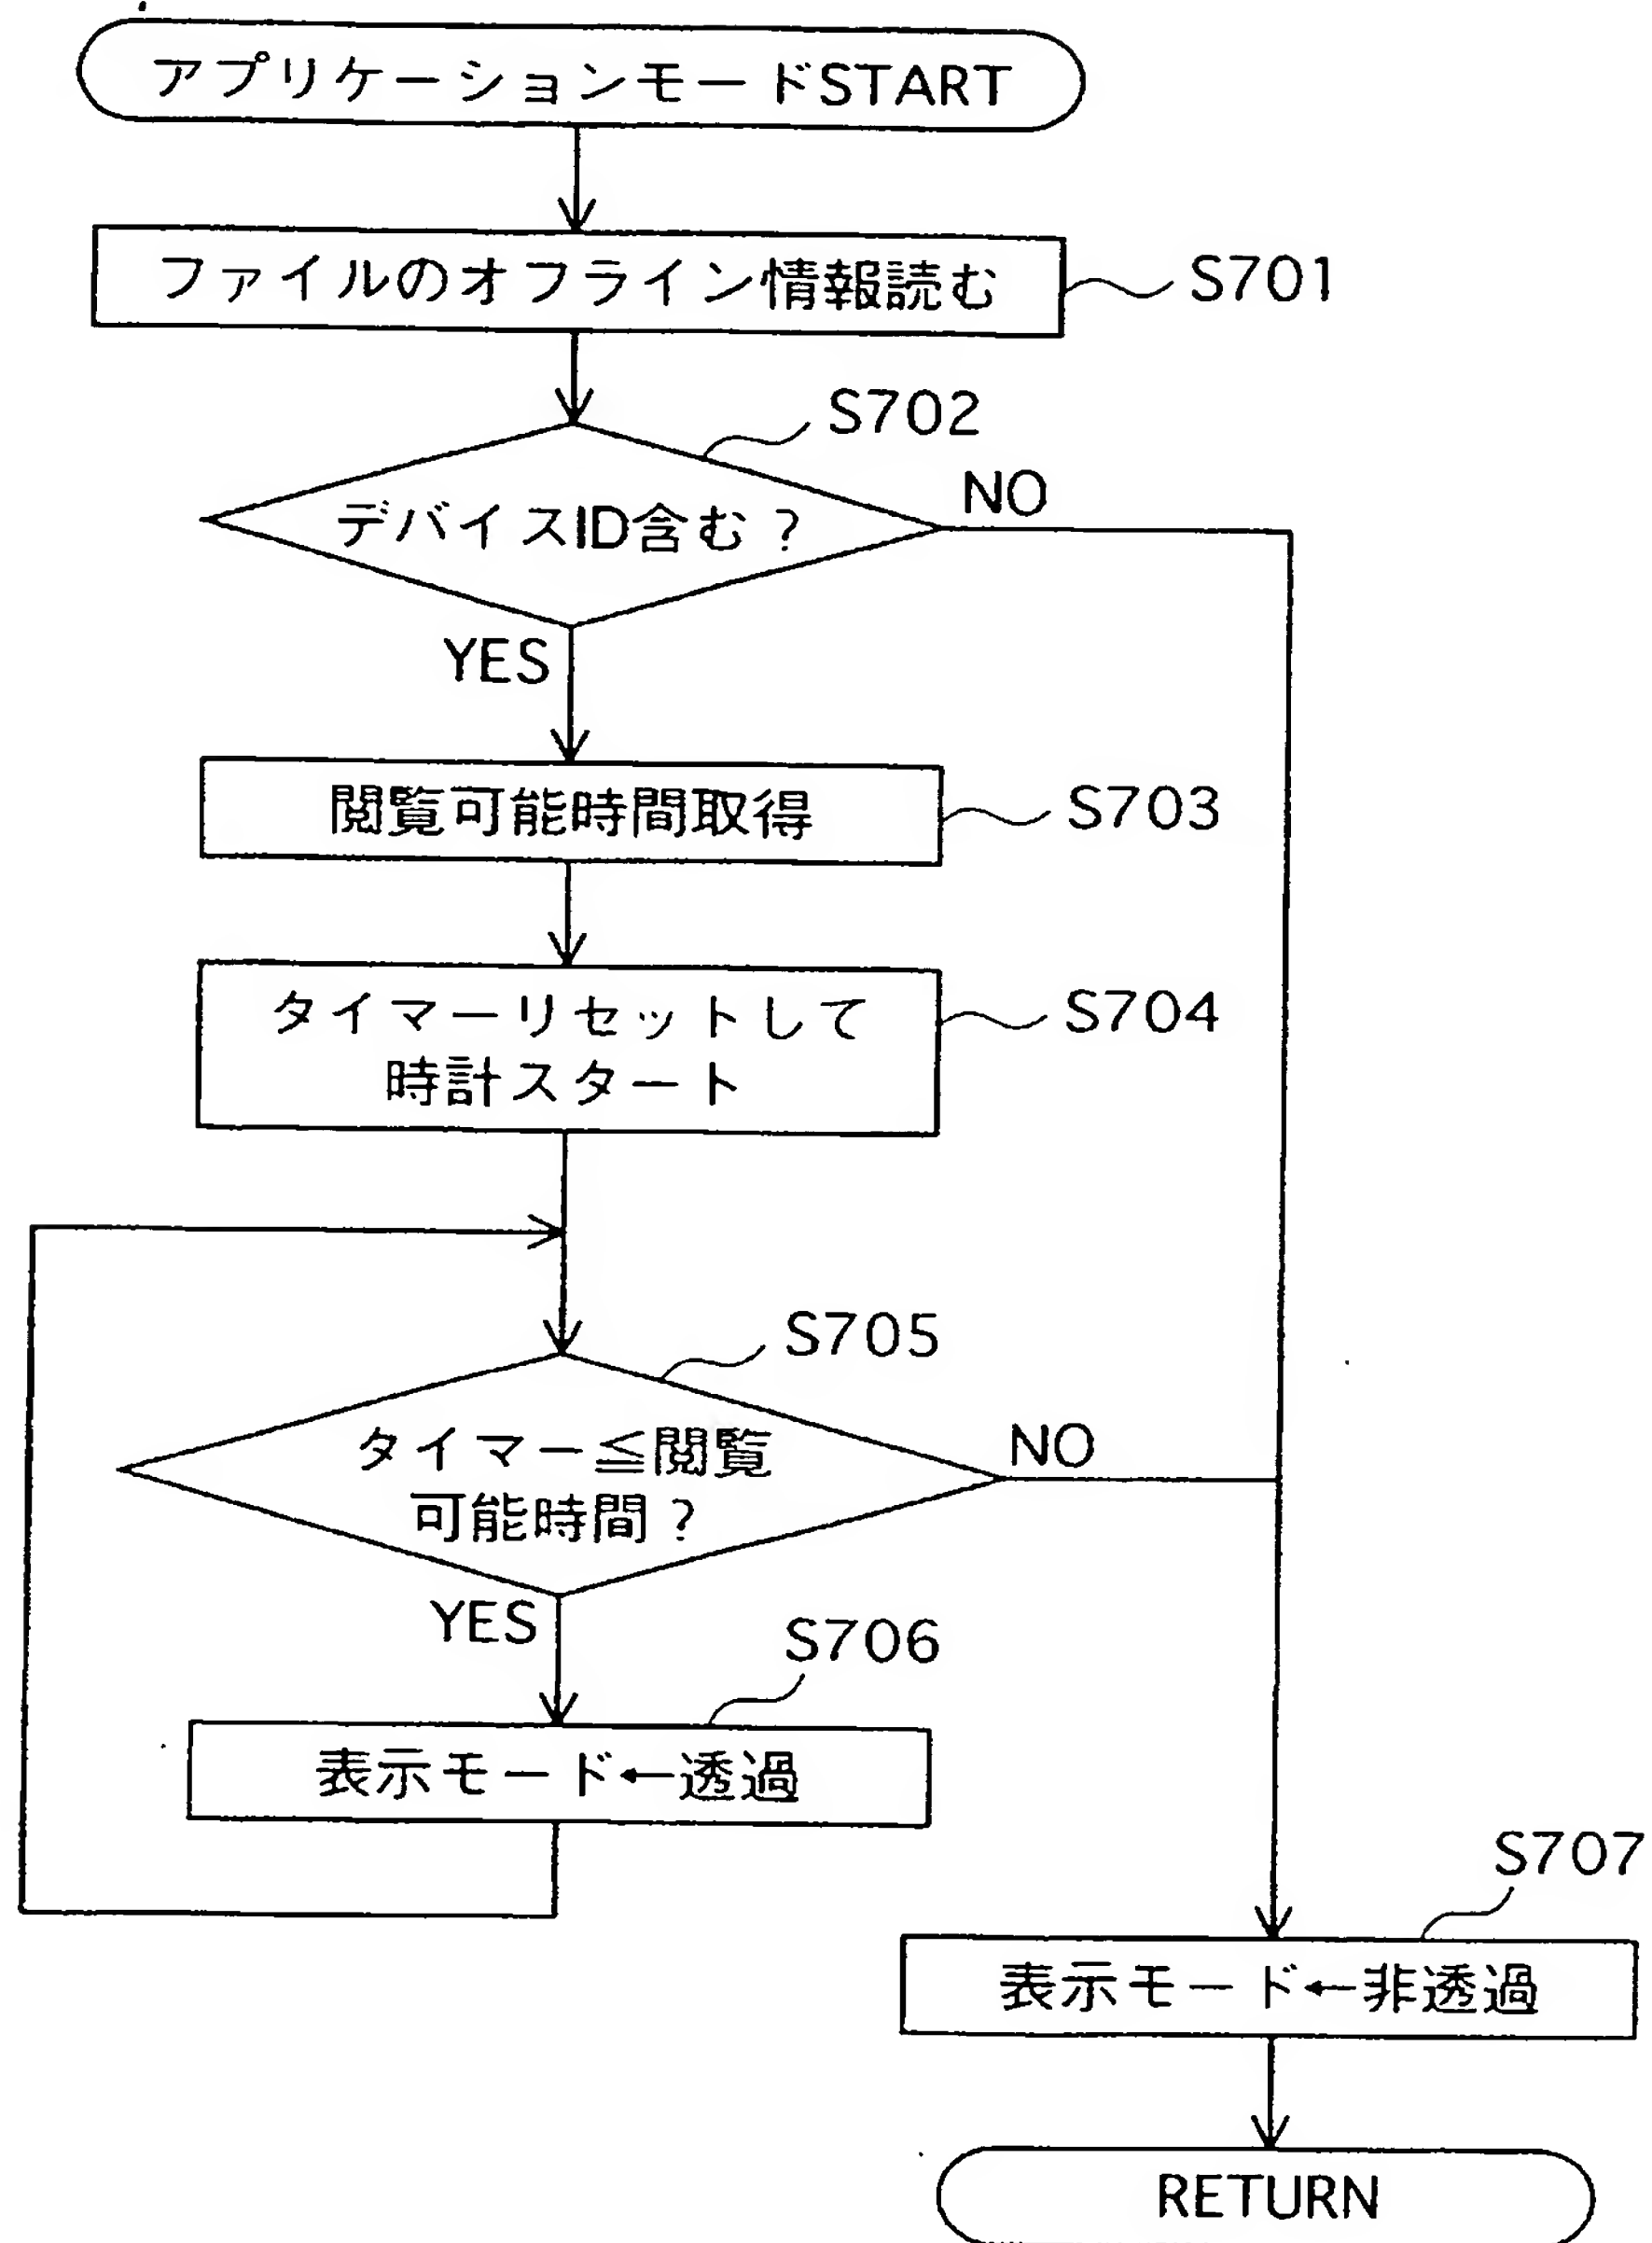 アプリケーションモードSTART
ファイルのオフライン情報読む
S701
S702
デバイスID含む？
NO
YES
閲覧可能時間取得
S703
タイマーリセットして
時計スタート
S704
S705
タイマー≦閲覧
可能時間？
NO
YES
S706
表示モード←透過
S707
表示モード←非透過
RETURN